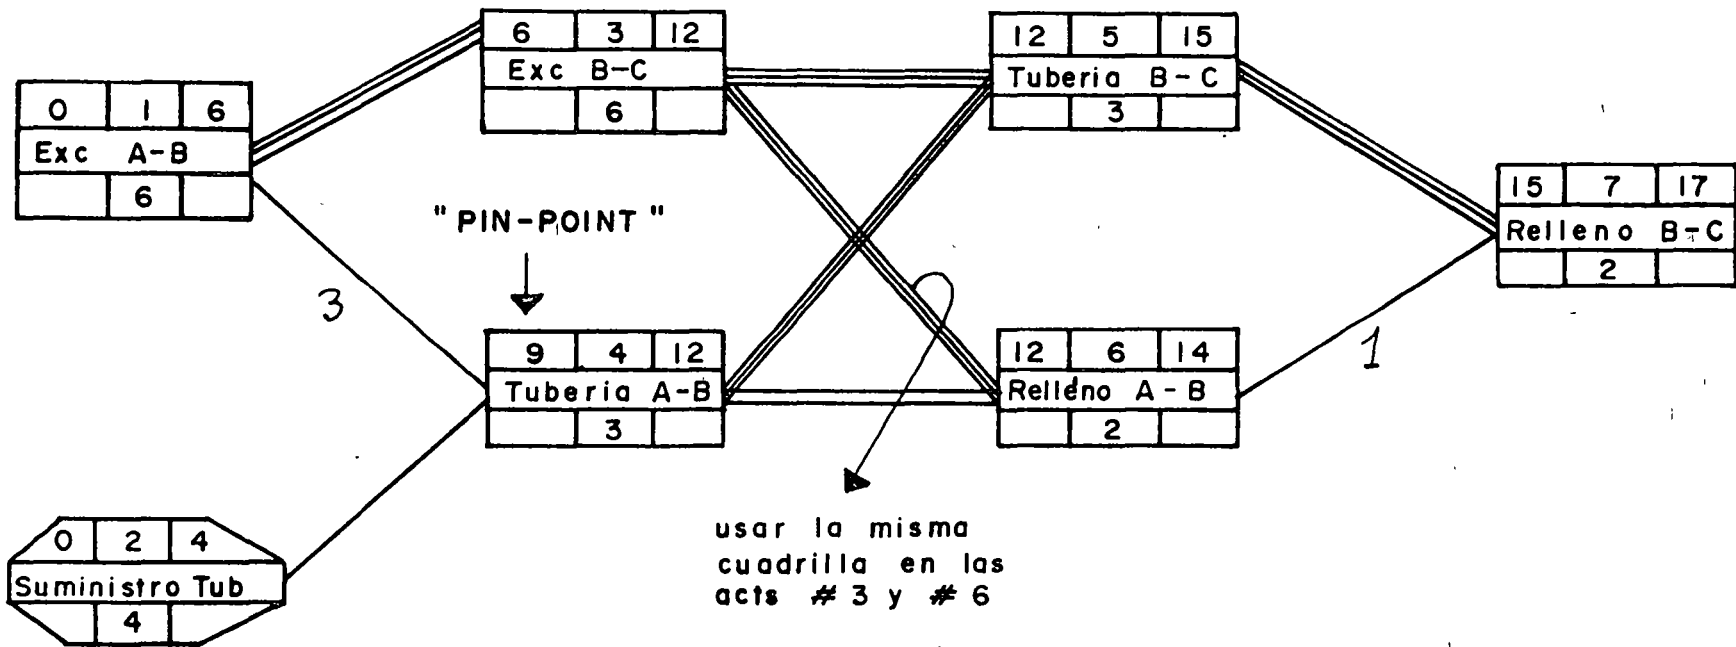 0 1 6
Exc A-B
6
6 3 12
Exc B-C
6
12 5 15
Tuberia B-C
3
15 7 17
Relleno B-C
2
3
"PIN-POINT"
9 4 12
Tuberia A-B
3
12 6 14
Relléno A-B
2
1
0 2 4
Suministro Tub
4
usar la misma
cuadrilla en las
acts # 3 y # 6